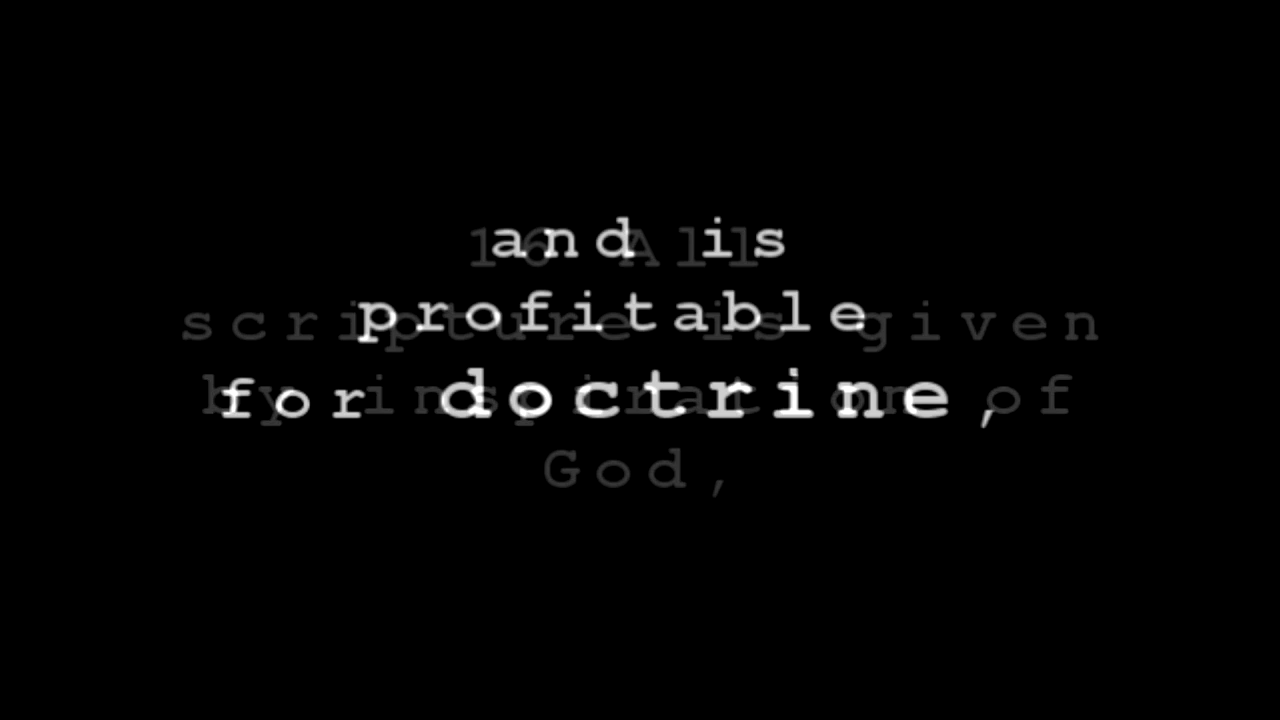 and is
profitable
for doctrine,
16 All
scripture is given
by inspiration of
God,